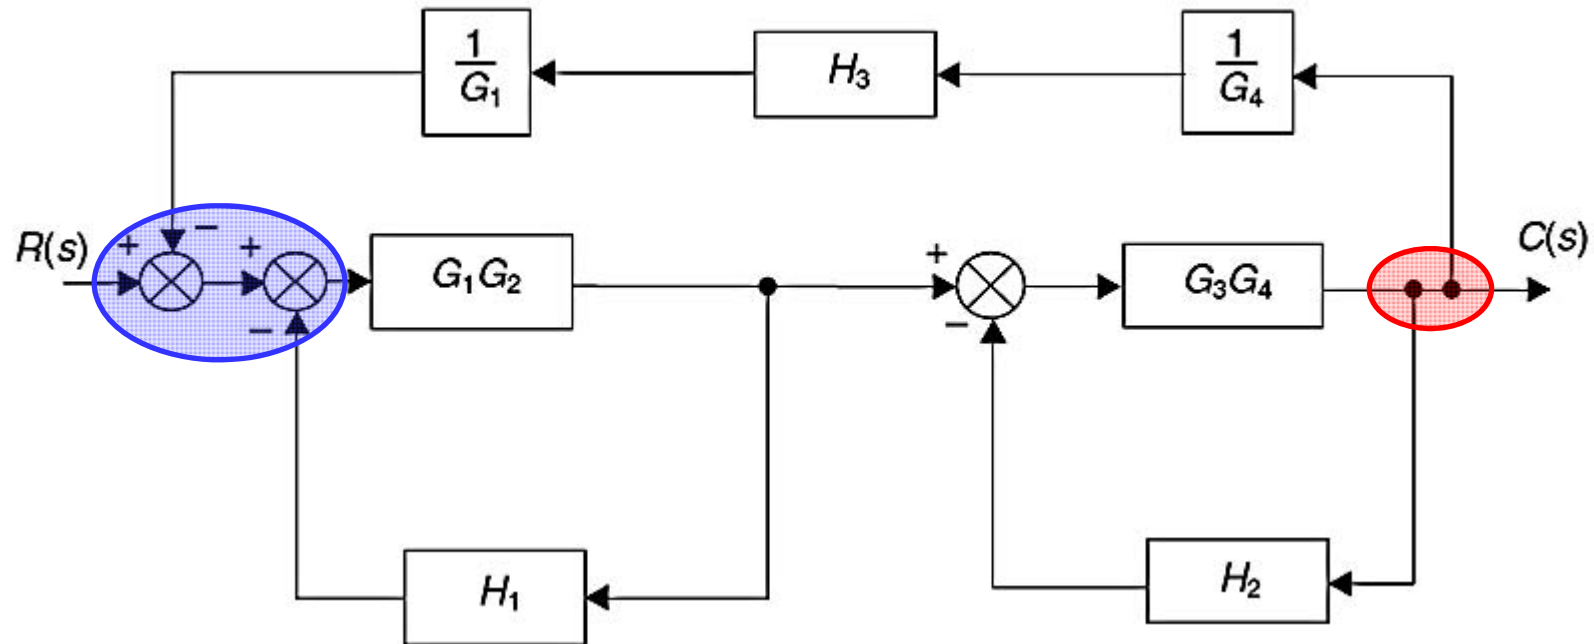 1
G₁
H₃
1
G₄
R(s)
+
−
+
−
G₁G₂
+
−
G₃G₄
C(s)
H₁
H₂